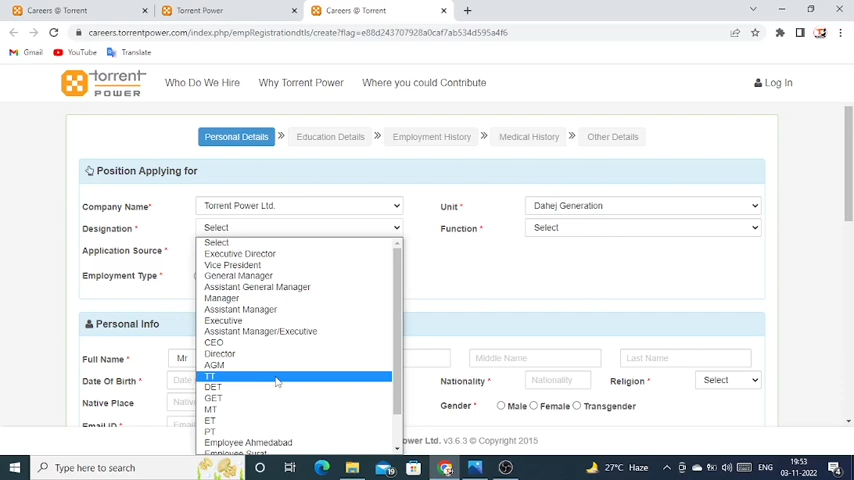 Careers @ Torrent
Torrent Power
Careers @ Torrent
careers.torrentpower.com/index.php/empRegistrationdtls/create?flag=e88d243707928a0caf7ab534d595a4f6
Gmail YouTube Translate
torrent POWER
Who Do We Hire Why Torrent Power Where you could Contribute Log In
Personal Details » Education Details » Employment History » Medical History » Other Details
Position Applying for
Company Name* Torrent Power Ltd. Unit * Dahej Generation
Designation * Select Function * Select
Application Source *
Employment Type *
Select
Executive Director
Vice President
General Manager
Assistant General Manager
Manager
Assistant Manager
Executive
Assistant Manager/Executive
CEO
Director
AGM
TT
DET
GET
MT
ET
PT
Employee Ahmedabad
Employee Surat
Personal Info
Full Name * Mr Middle Name Last Name
Date Of Birth * Date Nationality * Nationality Religion * Select
Native Place Native Gender * Male Female Transgender
Email ID * Email
ower Ltd. v3.6.3 © Copyright 2015
Type here to search
19
27°C Haze
ENG
19:53
03-11-2022
4